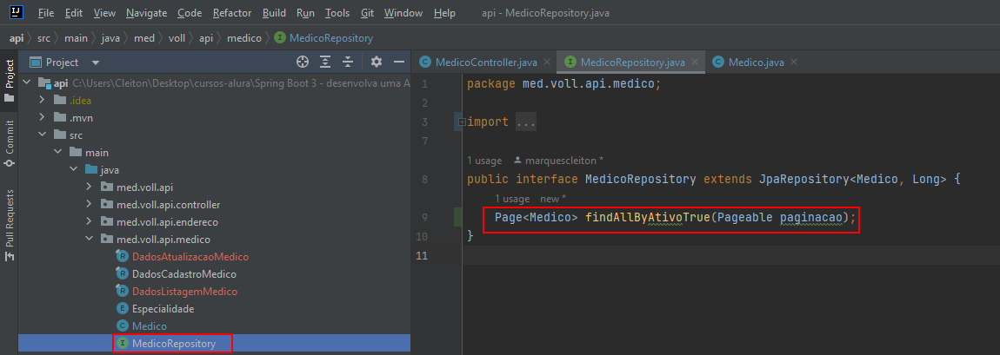 File Edit View Navigate Code Refactor Build Run Tools Git Window Help api - MedicoRepository.java
api src main java med voll api medico MedicoRepository
Project
MedicoController.java MedicoRepository.java Medico.java
api C:\Users\Cleiton\Desktop\cursos-alura\Spring Boot 3 - desenvolva uma A
.idea
.mvn
src
main
java
med.voll.api
med.voll.api.controller
med.voll.api.endereco
med.voll.api.medico
DadosAtualizacaoMedico
DadosCadastroMedico
DadosListagemMedico
Especialidade
Medico
MedicoRepository
Project
Commit
Pull Requests
1 package med.voll.api.medico;
2
3 import ...
7
1 usage marquescleiton *
8 public interface MedicoRepository extends JpaRepository<Medico, Long> {
1 usage new *
9 Page<Medico> findAllByAtivoTrue(Pageable paginacao);
10 }
11